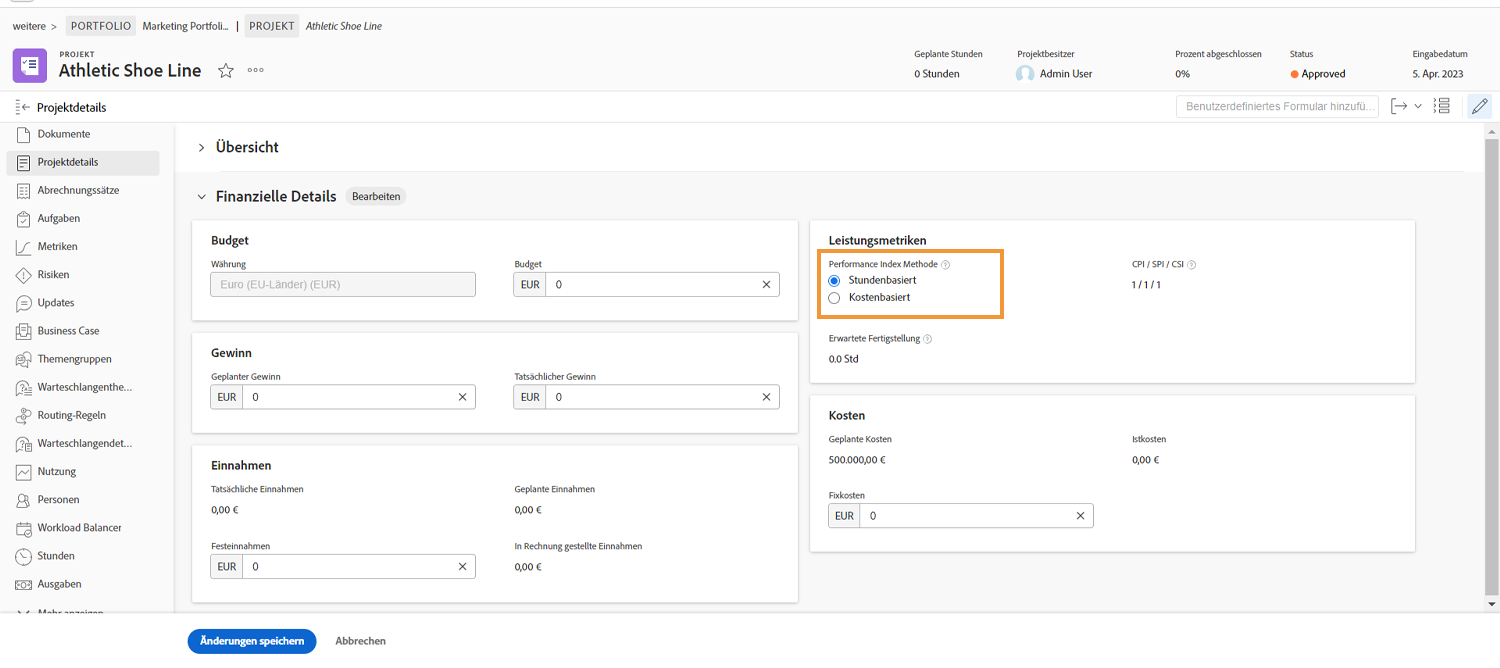 weitere > PORTFOLIO Marketing Portfoli... | PROJEKT Athletic Shoe Line
PROJEKT
Athletic Shoe Line
Geplante Stunden
0 Stunden
Projektbesitzer
Admin User
Prozent abgeschlossen
0%
Status
Approved
Eingabedatum
5. Apr. 2023
Projektdetails
Benutzerdefiniertes Formular hinzufü...
Dokumente
Projektdetails
Abrechnungssätze
Aufgaben
Metriken
Risiken
Updates
Business Case
Themengruppen
Warteschlangenthe...
Routing-Regeln
Warteschlangendet...
Nutzung
Personen
Workload Balancer
Stunden
Ausgaben
Mehr anzeigen
Übersicht
Finanzielle Details Bearbeiten
Budget
Währung
Euro (EU-Länder) (EUR)
Budget
EUR 0
Gewinn
Geplanter Gewinn
EUR 0
Tatsächlicher Gewinn
EUR 0
Einnahmen
Tatsächliche Einnahmen
0,00 €
Geplante Einnahmen
0,00 €
Festeinnahmen
EUR 0
In Rechnung gestellte Einnahmen
0,00 €
Leistungsmetriken
Performance Index Methode
Stundenbasiert
Kostenbasiert
CPI / SPI / CSI
1 / 1 / 1
Erwartete Fertigstellung
0.0 Std
Kosten
Geplante Kosten
500.000,00 €
Istkosten
0,00 €
Fixkosten
EUR 0
Änderungen speichern Abbrechen